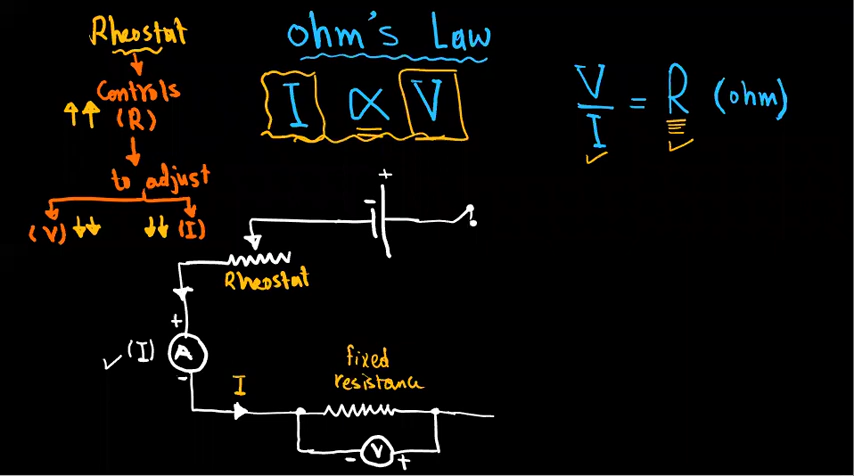 Rheostat
Controls
↑↑ (R)
to adjust
(V) ↓↓ ↓↓ (I)
ohm's Law
I ∝ V
V/I = R (ohm)
+
-
Rheostat
+
(I) A
-
I
fixed
resistance
- V +